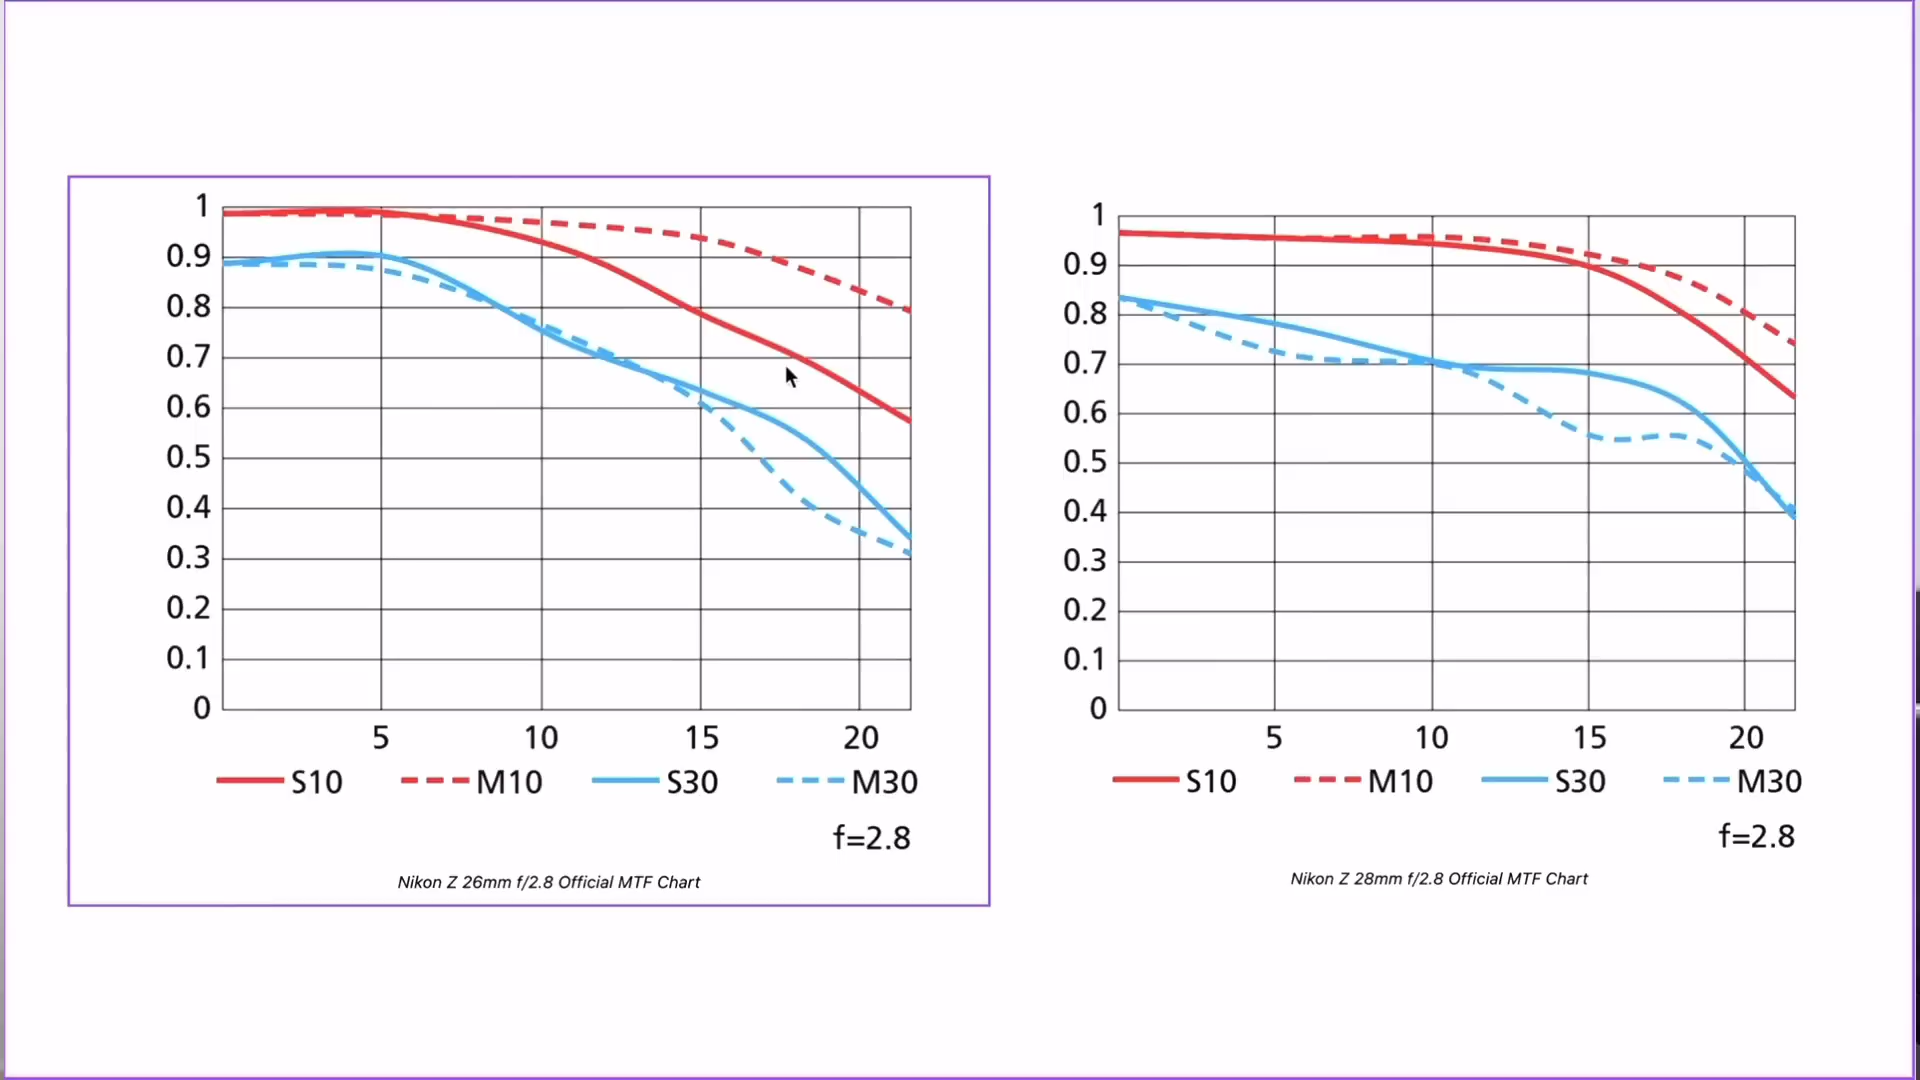 1
0.9
0.8
0.7
0.6
0.5
0.4
0.3
0.2
0.1
0
5 10 15 20
S10 M10 S30 M30
f=2.8
Nikon Z 26mm f/2.8 Official MTF Chart
1
0.9
0.8
0.7
0.6
0.5
0.4
0.3
0.2
0.1
0
5 10 15 20
S10 M10 S30 M30
f=2.8
Nikon Z 28mm f/2.8 Official MTF Chart